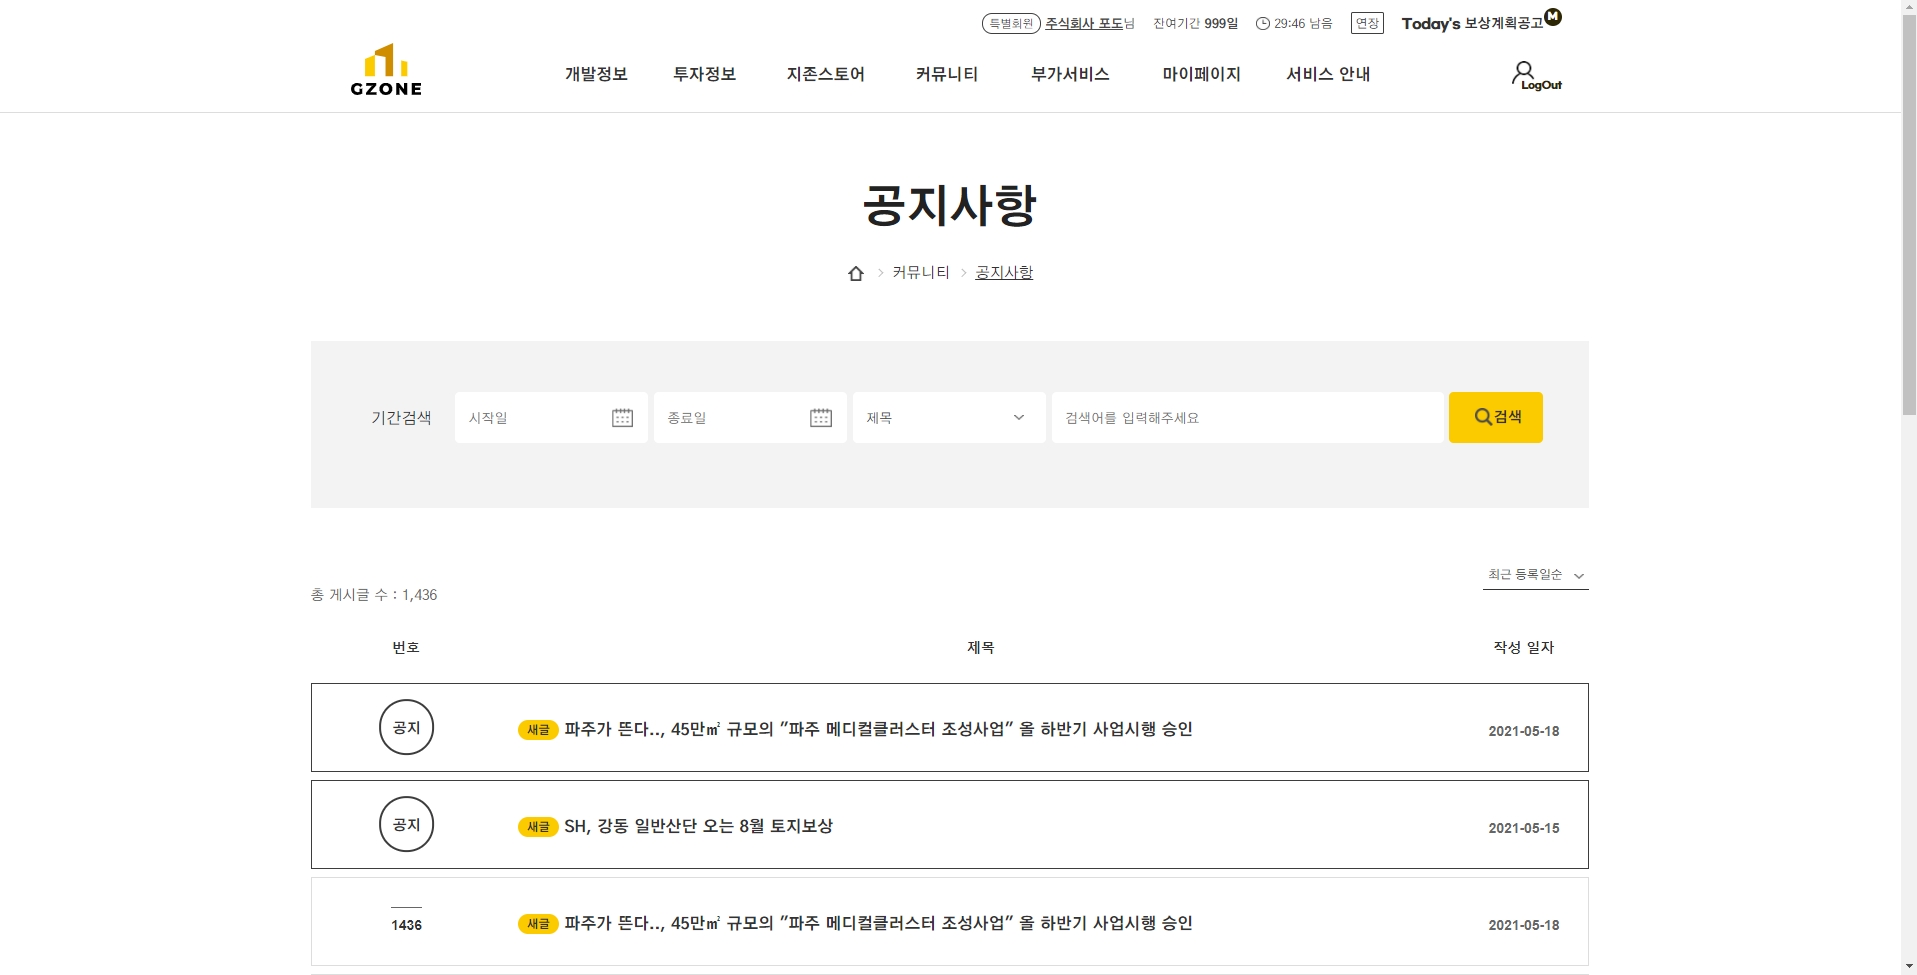 특별회원 주식회사 포도님 잔여기간 999일 29:46 남음 연장 Today's 보상계획공고 M
GZONE
개발정보 투자정보 지존스토어 커뮤니티 부가서비스 마이페이지 서비스 안내 LogOut
공지사항
커뮤니티 공지사항
기간검색 시작일 종료일 제목 검색어를 입력해주세요 검색
최근 등록일순
총 게시글 수 : 1,436
번호 제목 작성 일자
공지 새글 파주가 뜬다.., 45만㎡ 규모의 "파주 메디컬클러스터 조성사업" 올 하반기 사업시행 승인 2021-05-18
공지 새글 SH, 강동 일반산단 오는 8월 토지보상 2021-05-15
1436 새글 파주가 뜬다.., 45만㎡ 규모의 "파주 메디컬클러스터 조성사업" 올 하반기 사업시행 승인 2021-05-18